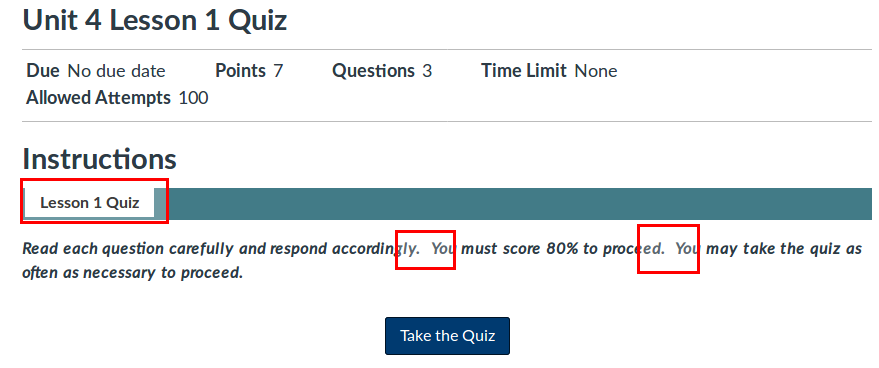 Unit 4 Lesson 1 Quiz
Due No due date Points 7 Questions 3 Time Limit None
Allowed Attempts 100
Instructions
Lesson 1 Quiz
Read each question carefully and respond accordingly.  You must score 80% to proceed.  You may take the quiz as
often as necessary to proceed.
Take the Quiz